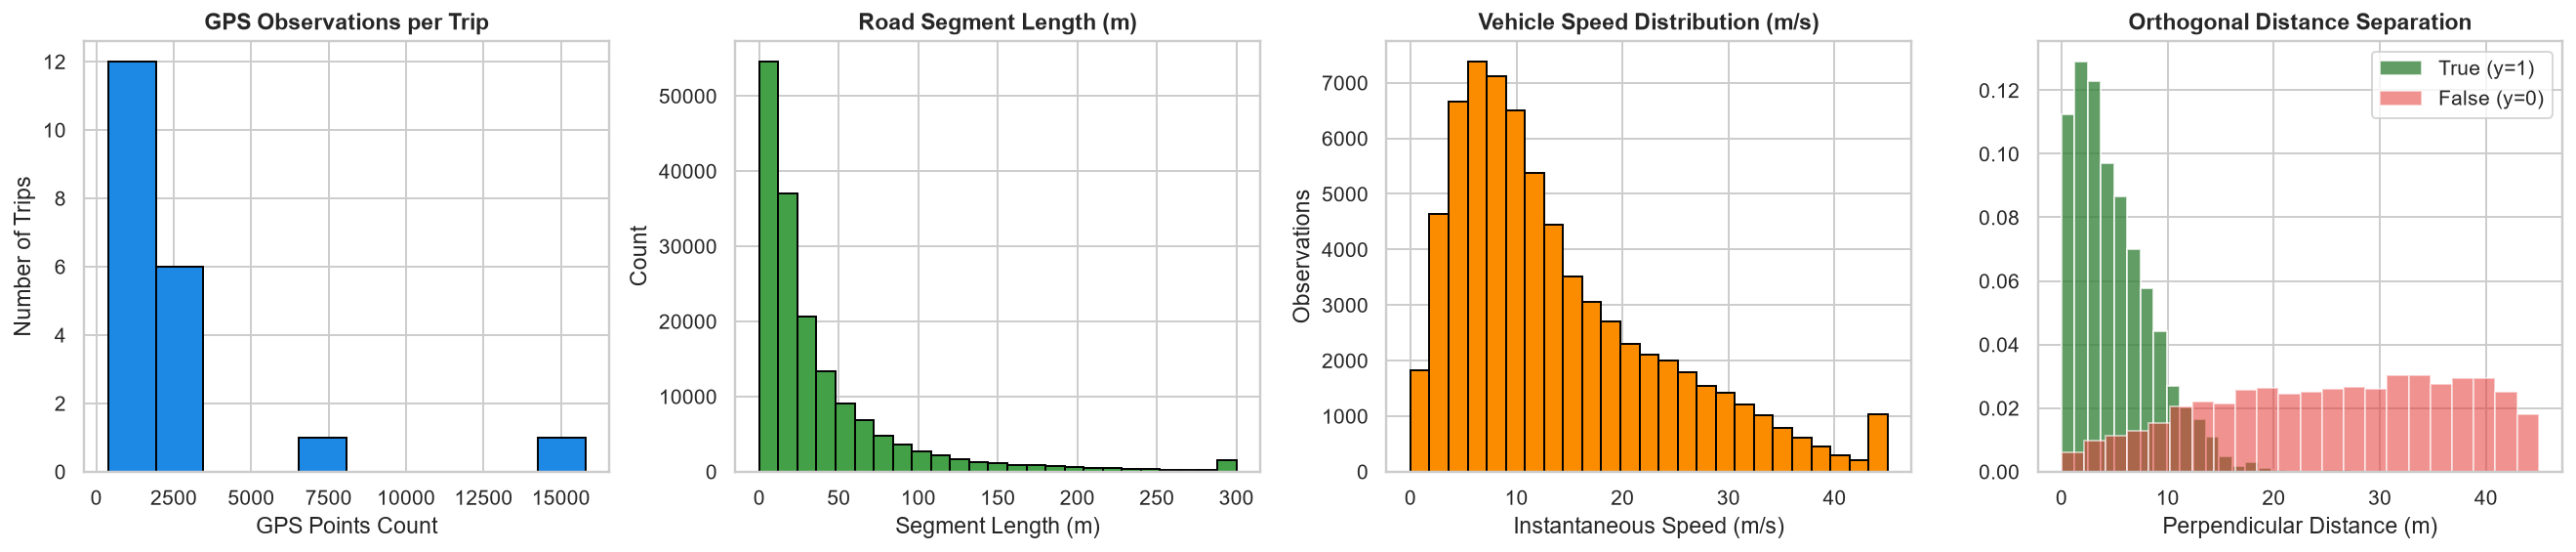 GPS Observations per Trip
Number of Trips
12
10
8
6
4
2
0
0 2500 5000 7500 10000 12500 15000
GPS Points Count
Road Segment Length (m)
Count
50000
40000
30000
20000
10000
0
0 50 100 150 200 250 300
Segment Length (m)
Vehicle Speed Distribution (m/s)
Observations
7000
6000
5000
4000
3000
2000
1000
0
0 10 20 30 40
Instantaneous Speed (m/s)
Orthogonal Distance Separation
True (y=1)
False (y=0)
0.12
0.10
0.08
0.06
0.04
0.02
0.00
0 10 20 30 40
Perpendicular Distance (m)